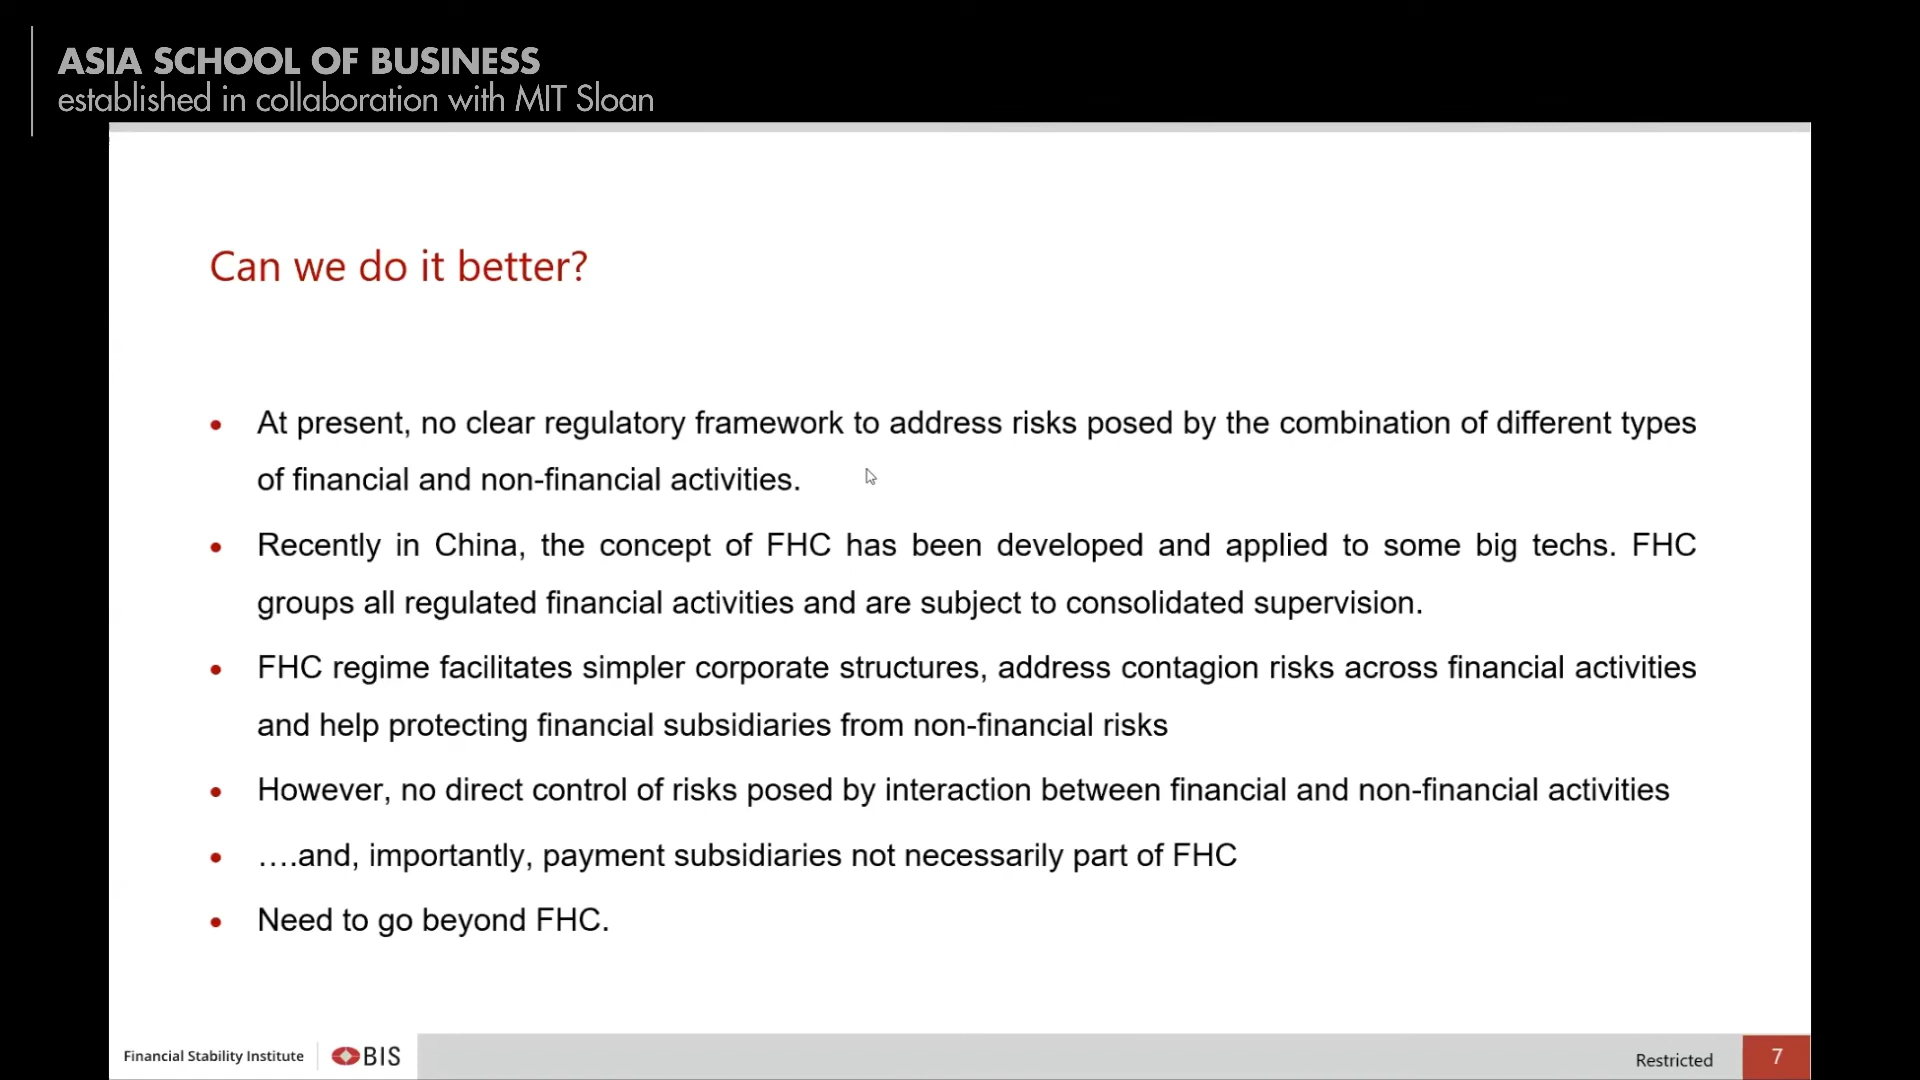 ASIA SCHOOL OF BUSINESS
established in collaboration with MIT Sloan
Can we do it better?
• At present, no clear regulatory framework to address risks posed by the combination of different types
of financial and non-financial activities.
• Recently in China, the concept of FHC has been developed and applied to some big techs. FHC
groups all regulated financial activities and are subject to consolidated supervision.
• FHC regime facilitates simpler corporate structures, address contagion risks across financial activities
and help protecting financial subsidiaries from non-financial risks
• However, no direct control of risks posed by interaction between financial and non-financial activities
• ….and, importantly, payment subsidiaries not necessarily part of FHC
• Need to go beyond FHC.
Financial Stability Institute
BIS
Restricted
7